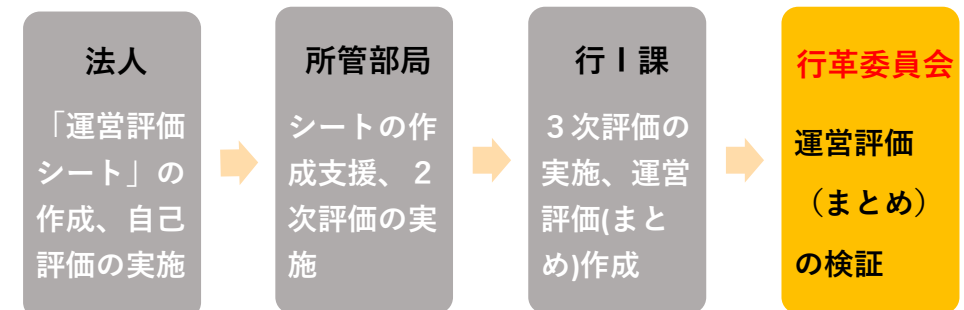 法人
「運営評価
シート」の
作成、自己
評価の実施
所管部局
シートの作
成支援、２
次評価の実
施
行Ⅰ課
３次評価の
実施、運営
評価(まと
め)作成
行革委員会
運営評価
（まとめ）
の検証